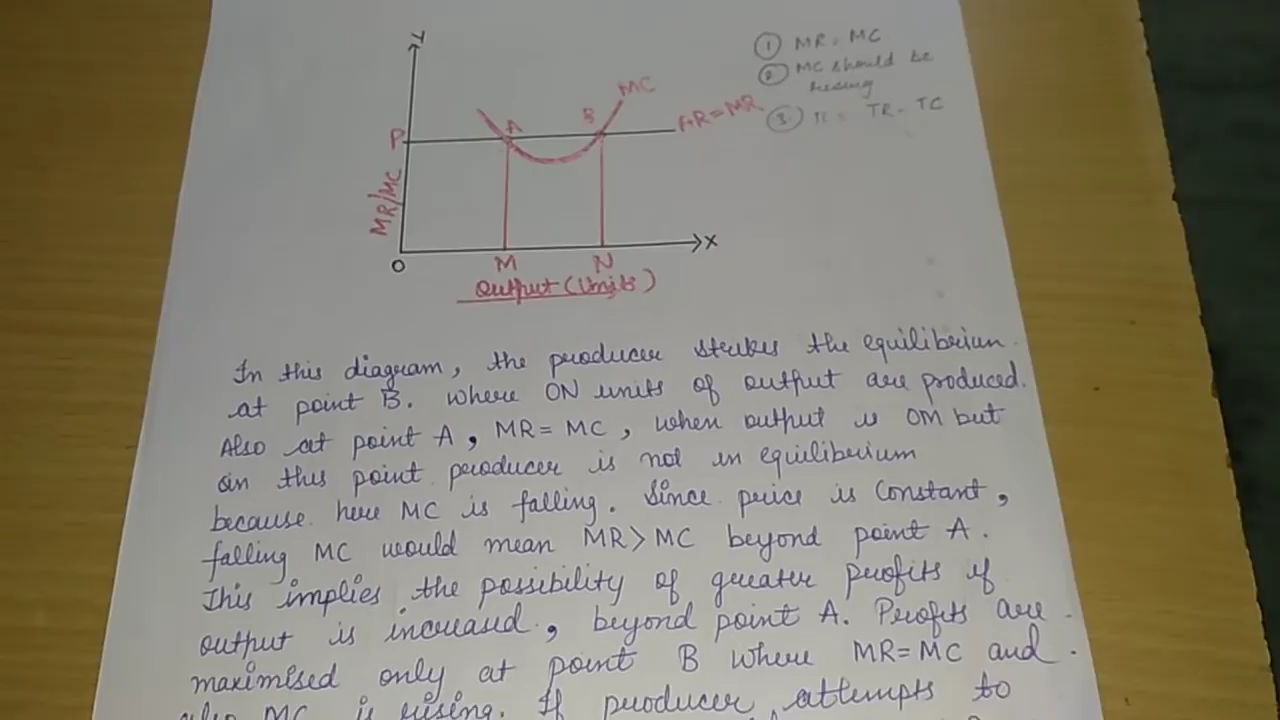 Y
① MR = MC
② MC should be
rising
③ TR - TC
MC
A
B
AR=MR
P
MR/MC
O
M
N
X
Output (Units)
In this diagram, the producer strikes the equilibrium
at point B. where ON units of output are produced.
Also at point A, MR = MC, when output is OM but
on this point producer is not in equilibrium
because here MC is falling. Since price is Constant,
falling MC would mean MR > MC beyond point A.
This implies the possibility of greater profits if
output is increased, beyond point A. Profits are
maximised only at point B where MR=MC and
also MC is rising. If producer attempts to